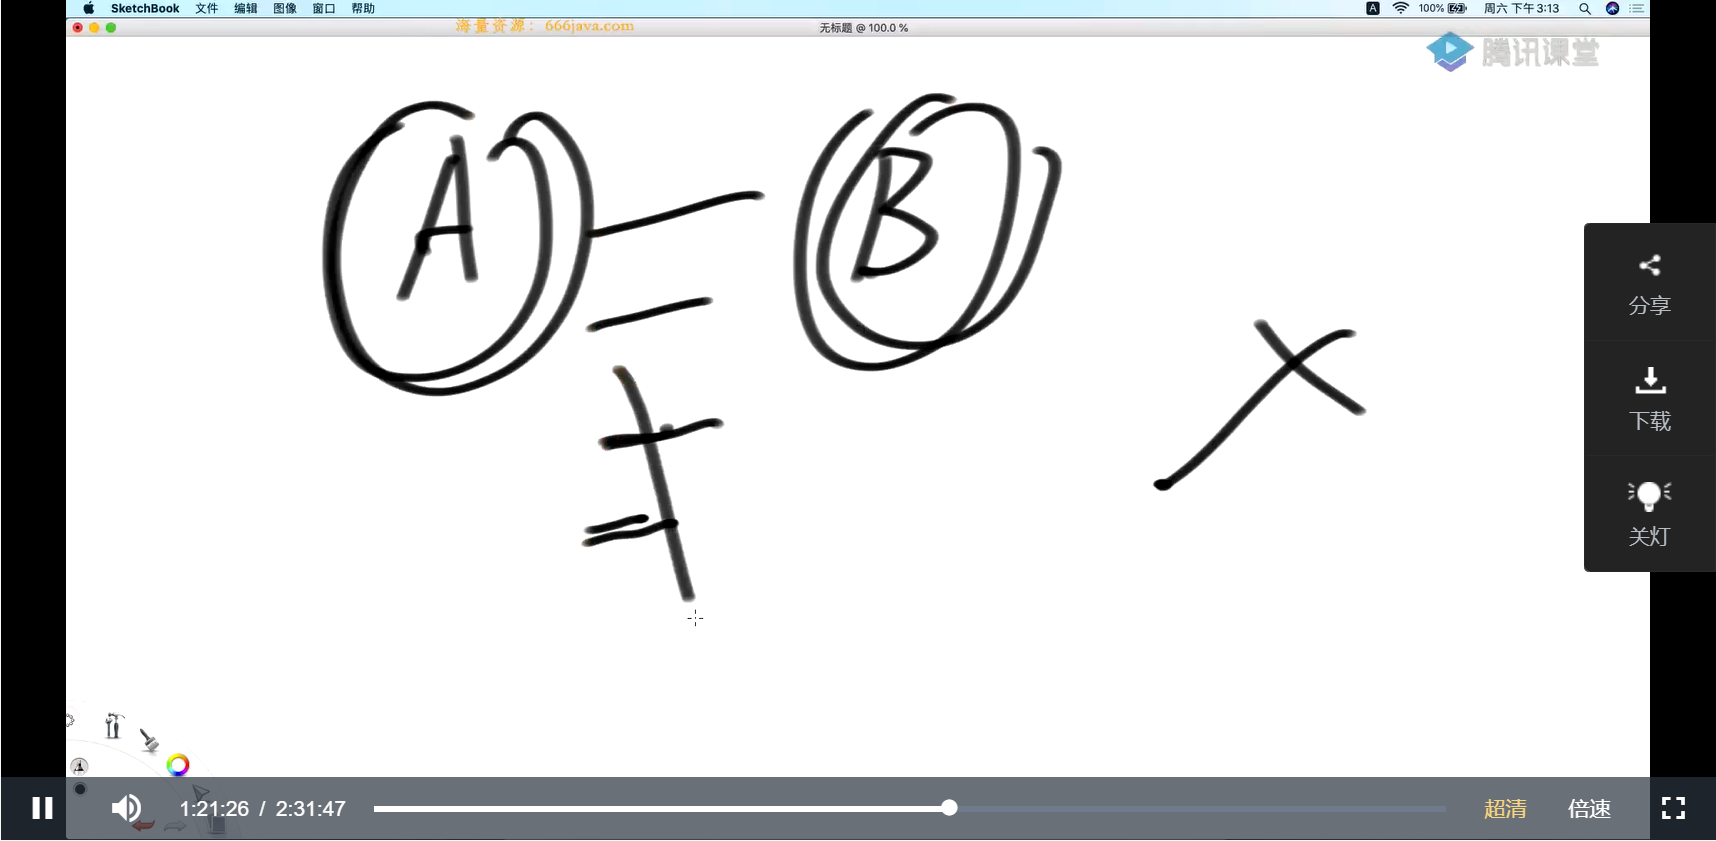 SketchBook 文件 编辑 图像 窗口 帮助 A 100% 周六 下午 3:13
海量资源：666java.com
无标题 @ 100.0 %
腾讯课堂
A B
分享
下载
关灯
1:21:26 / 2:31:47 超清 倍速